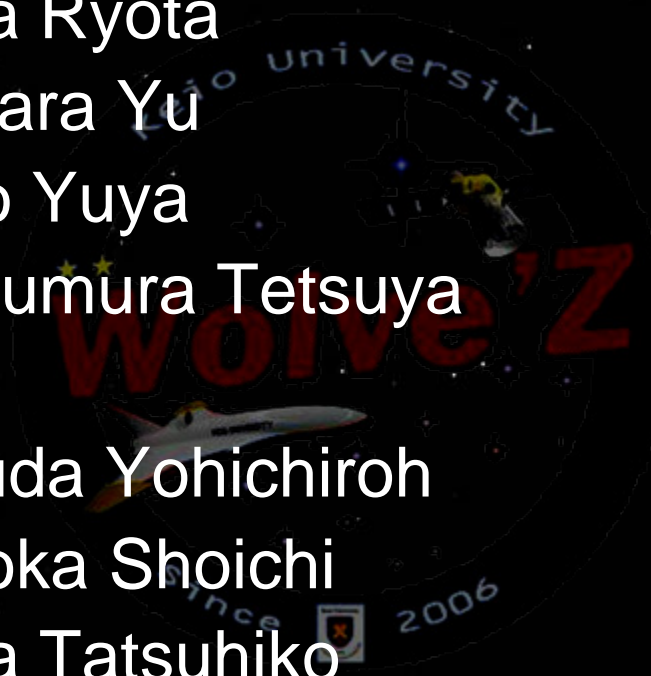 a Ryota
Keio University
ara Yu
o Yuya
umura Tetsuya
Wolve'Z
uda Yohichiroh
oka Shoichi
Since 2006
a Tatsuhiko